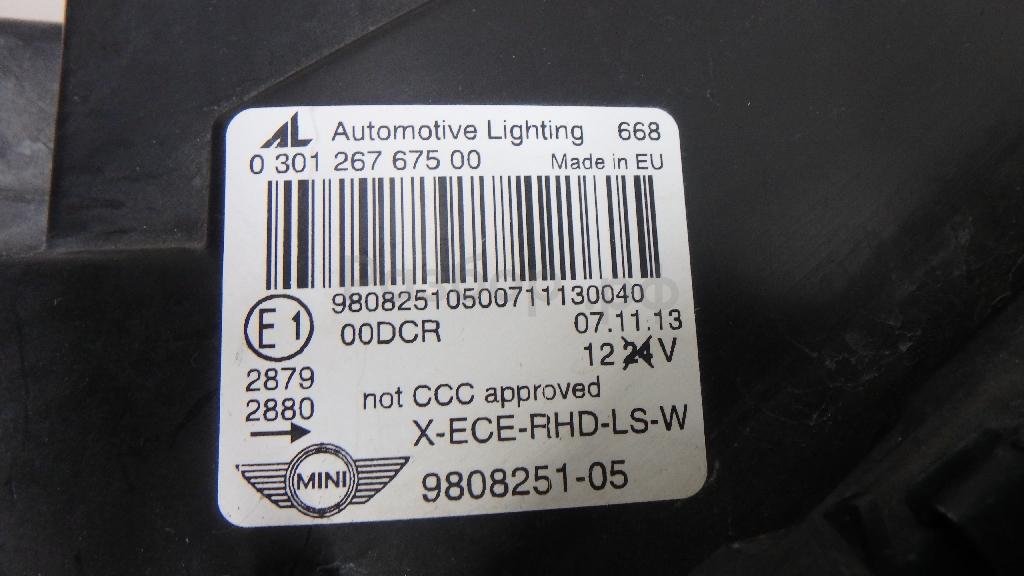 AL Automotive Lighting 668
0 301 267 675 00 Made in EU
98082510500711130040
E1 00DCR 07.11.13
12 24 V
2879
2880 not CCC approved
X-ECE-RHD-LS-W
MINI 9808251-05